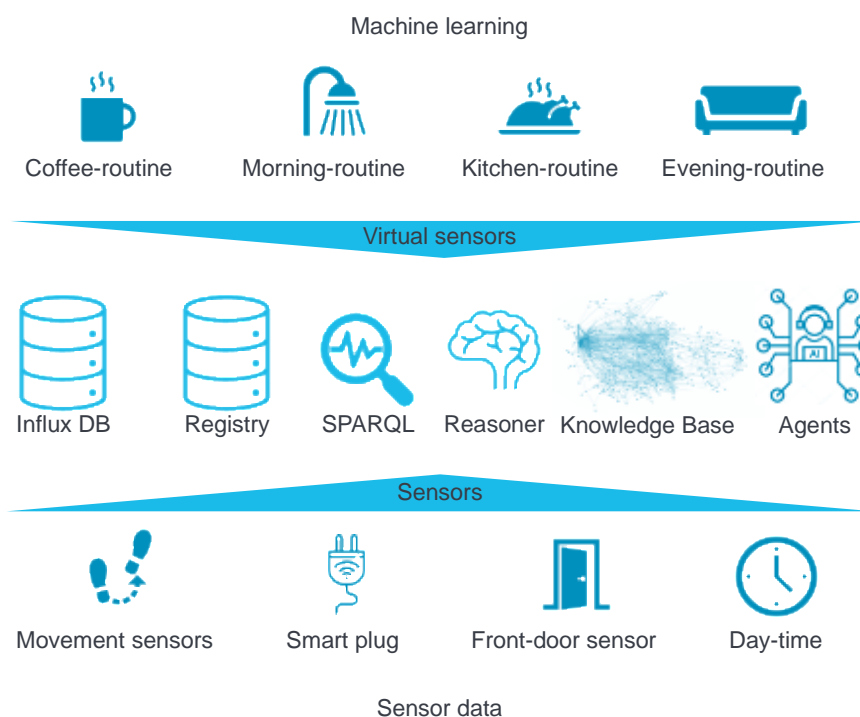 Machine learning
Coffee-routine
Morning-routine
Kitchen-routine
Evening-routine
Virtual sensors
AI
Influx DB
Registry
SPARQL
Reasoner
Knowledge Base
Agents
Sensors
Movement sensors
Smart plug
Front-door sensor
Day-time
Sensor data